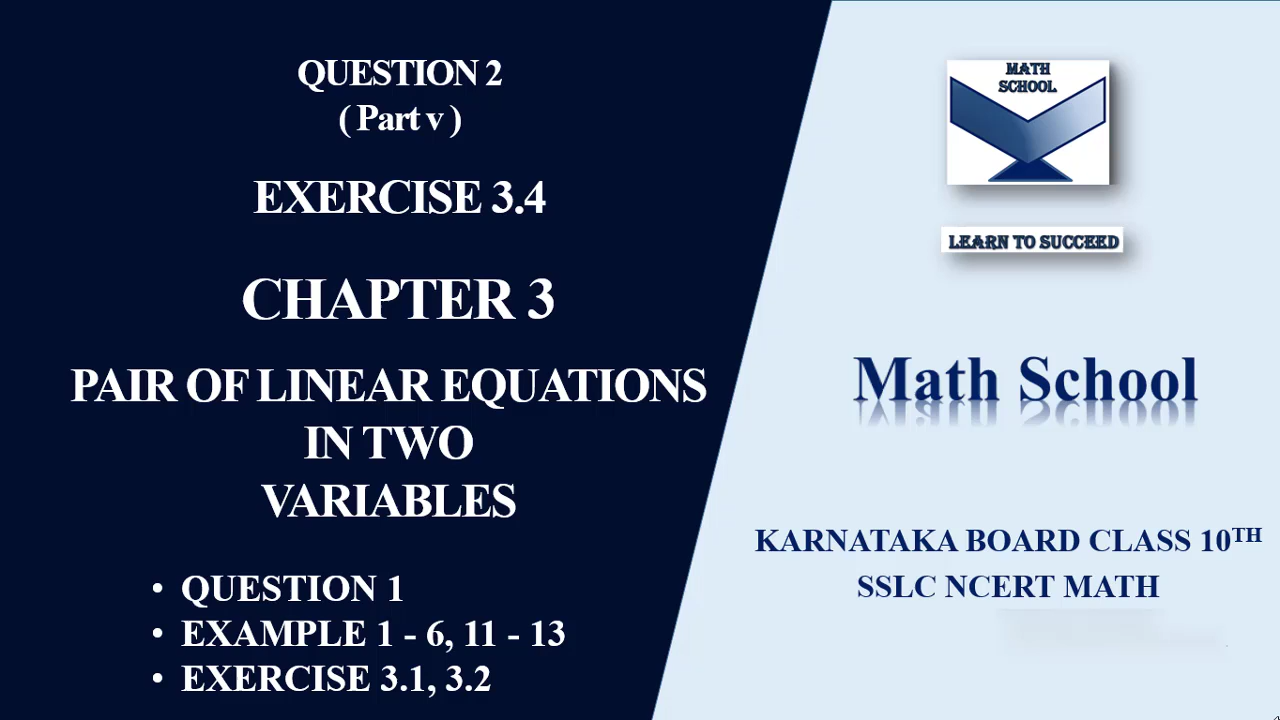 QUESTION 2
( Part v )
EXERCISE 3.4
CHAPTER 3
PAIR OF LINEAR EQUATIONS
IN TWO
VARIABLES
• QUESTION 1
• EXAMPLE 1 - 6, 11 - 13
• EXERCISE 3.1, 3.2
MATH
SCHOOL
LEARN TO SUCCEED
Math School
KARNATAKA BOARD CLASS 10TH
SSLC NCERT MATH